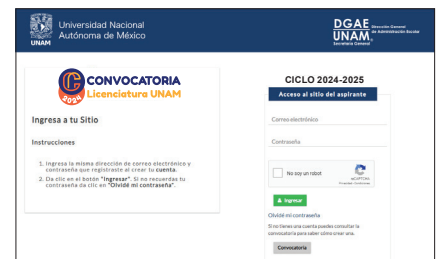 UNAM
Universidad Nacional
Autónoma de México
DGAE
UNAM
Dirección General
de Administración Escolar
Secretaría General
CONVOCATORIA
Licenciatura UNAM
2024
Ingresa a tu Sitio
Instrucciones
1. Ingresa la misma dirección de correo electrónico y
contraseña que registraste al crear tu cuenta.
2. Da clic en el botón "Ingresar". Si no recuerdas tu
contraseña da clic en "Olvidé mi contraseña".
CICLO 2024-2025
Acceso al sitio del aspirante
Correo electrónico
Contraseña
No soy un robot
reCAPTCHA
Ingresar
Olvidé mi contraseña
Si no tienes una cuenta puedes consultar la
convocatoria para saber cómo crear una.
Convocatoria